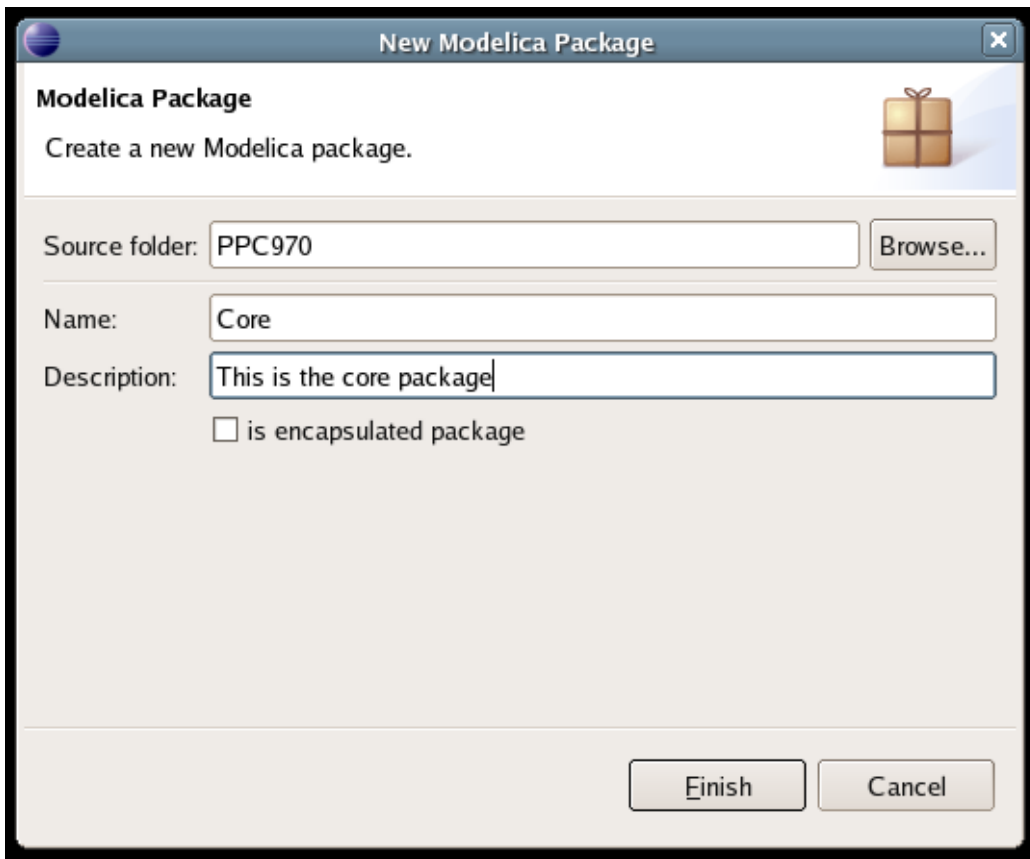 New Modelica Package
Modelica Package
Create a new Modelica package.
Source folder: PPC970 Browse...
Name: Core
Description: This is the core package
is encapsulated package
Finish Cancel